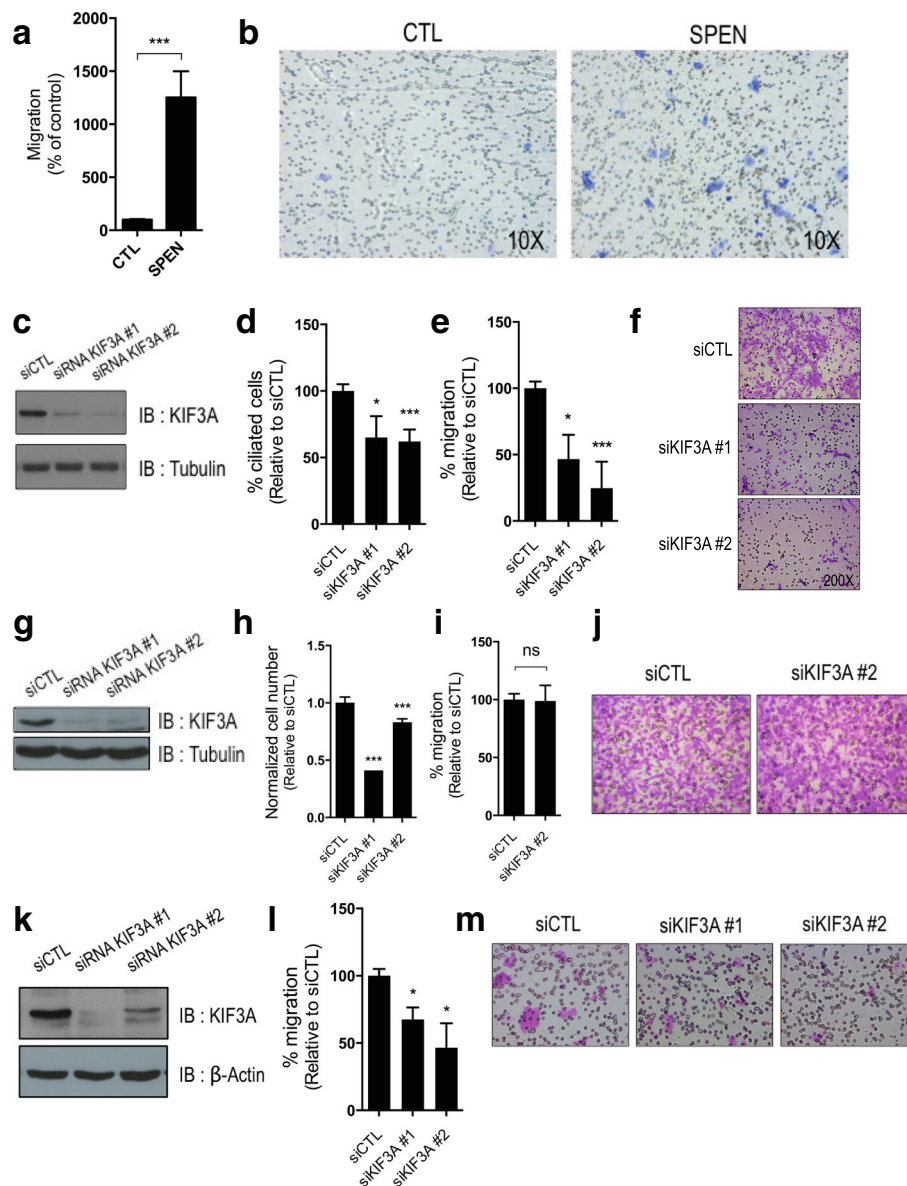 a
2000
1500
1000
500
0
Migration
(% of control)
***
CTL
SPEN
b
CTL
SPEN
10X
10X
c
siCTL
siRNA KIF3A #1
siRNA KIF3A #2
IB : KIF3A
IB : Tubulin
d
150
100
50
0
% ciliated cells
(Relative to siCTL)
*
***
siCTL
siKIF3A #1
siKIF3A #2
e
150
100
50
0
% migration
(Relative to siCTL)
*
***
siCTL
siKIF3A #1
siKIF3A #2
f
siCTL
siKIF3A #1
siKIF3A #2
200X
g
siCTL
siRNA KIF3A #1
siRNA KIF3A #2
IB : KIF3A
IB : Tubulin
h
1.5
1.0
0.5
0.0
Normalized cell number
(Relative to siCTL)
***
***
siCTL
siKIF3A #1
siKIF3A #2
i
150
100
50
0
% migration
(Relative to siCTL)
ns
siCTL
siKIF3A #2
j
siCTL
siKIF3A #2
k
siCTL
siRNA KIF3A #1
siRNA KIF3A #2
IB : KIF3A
IB : β-Actin
l
150
100
50
0
% migration
(Relative to siCTL)
*
*
siCTL
siKIF3A #1
siKIF3A #2
m
siCTL
siKIF3A #1
siKIF3A #2